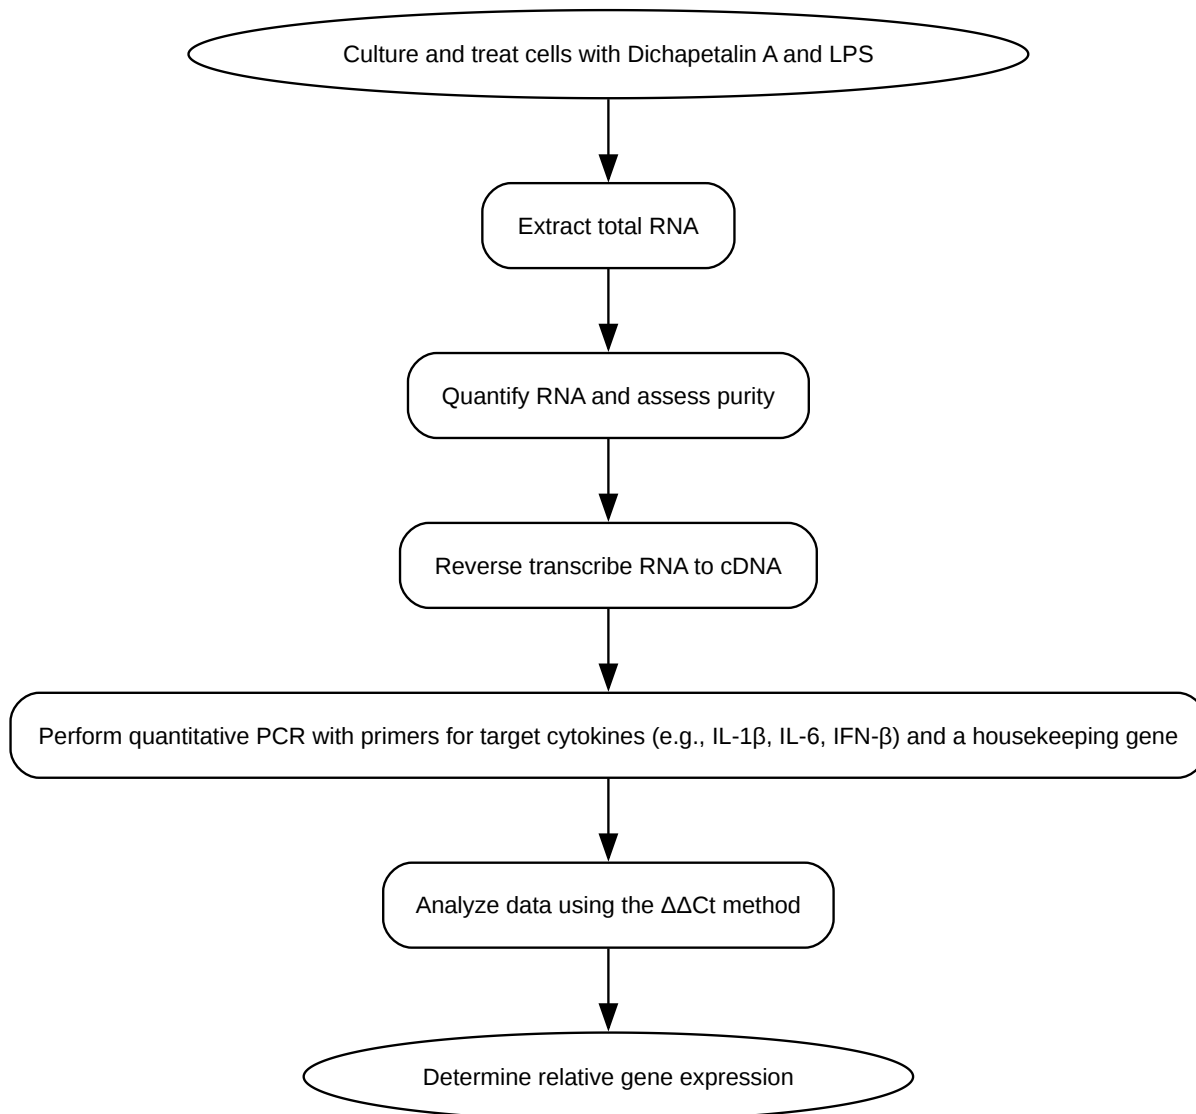 Culture and treat cells with Dichapetalin A and LPS
Extract total RNA
Quantify RNA and assess purity
Reverse transcribe RNA to cDNA
Perform quantitative PCR with primers for target cytokines (e.g., IL-1β, IL-6, IFN-β) and a housekeeping gene
Analyze data using the ΔΔCt method
Determine relative gene expression